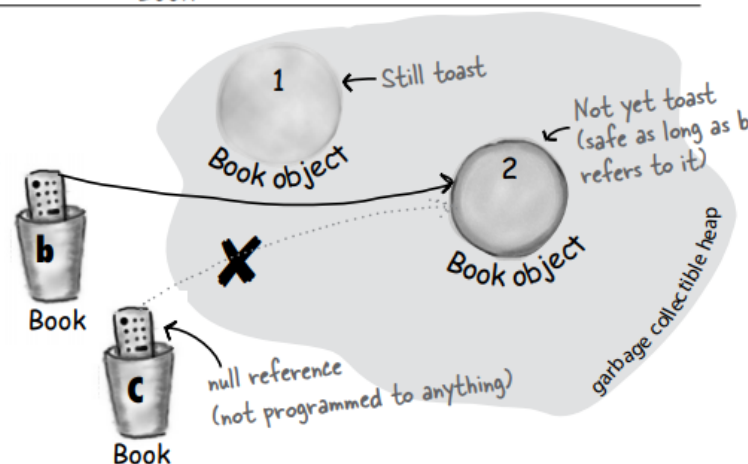 1
Still toast
Book object
Not yet toast
(safe as long as b
refers to it)
2
Book object
b
Book
garbage collectible heap
c
Book
null reference
(not programmed to anything)